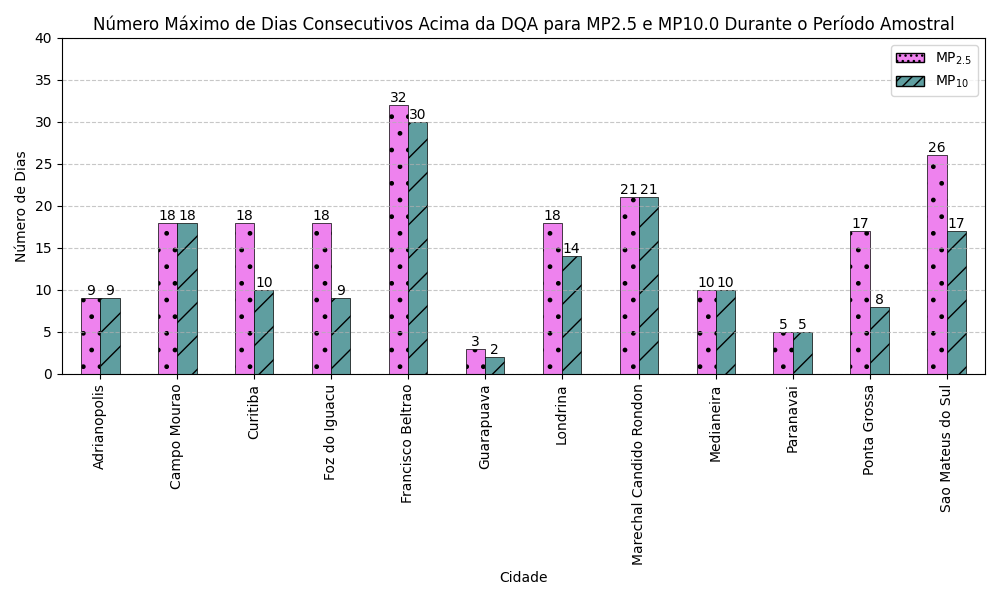 Número Máximo de Dias Consecutivos Acima da DQA para MP2.5 e MP10.0 Durante o Período Amostral
MP2.5
MP10
Número de Dias
40
35
30
25
20
15
10
5
0
9 9
18 18
18 10
18 9
32 30
3 2
18 14
21 21
10 10
5 5
17 8
26 17
Adrianopolis
Campo Mourao
Curitiba
Foz do Iguacu
Francisco Beltrao
Guarapuava
Londrina
Marechal Candido Rondon
Medianeira
Paranavai
Ponta Grossa
Sao Mateus do Sul
Cidade